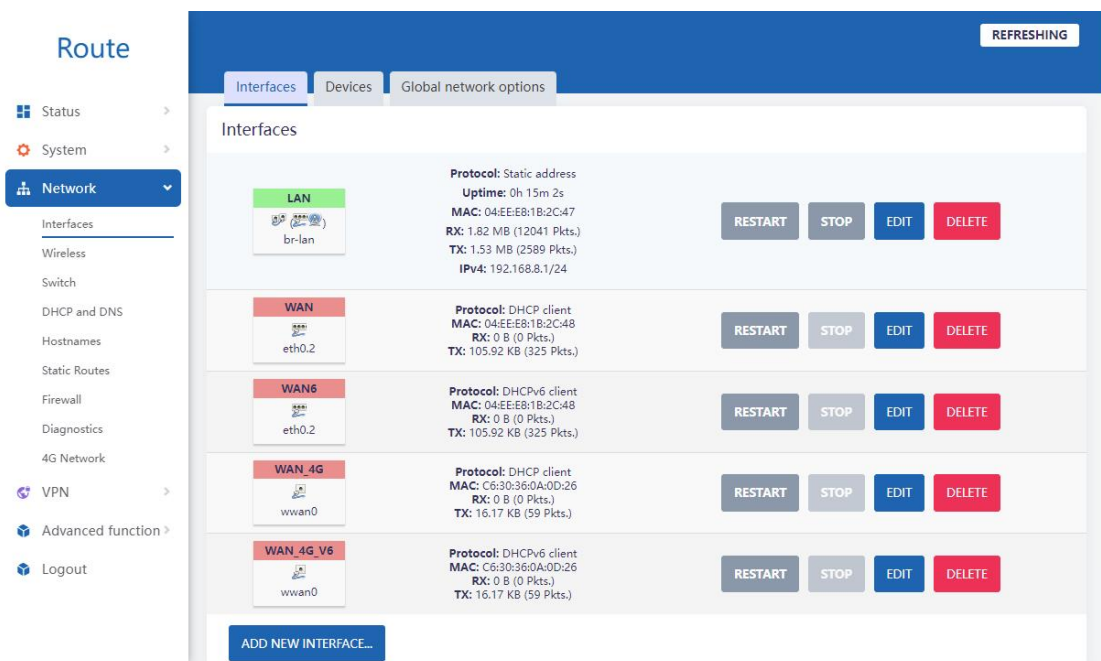 Route
REFRESHING
Interfaces
Devices
Global network options
Status
System
Network
Interfaces
Wireless
Switch
DHCP and DNS
Hostnames
Static Routes
Firewall
Diagnostics
4G Network
VPN
Advanced function
Logout
Interfaces
LAN
br-lan
Protocol: Static address
Uptime: 0h 15m 2s
MAC: 04:EE:E8:1B:2C:47
RX: 1.82 MB (12041 Pkts.)
TX: 1.53 MB (2589 Pkts.)
IPv4: 192.168.8.1/24
RESTART STOP EDIT DELETE
WAN
eth0.2
Protocol: DHCP client
MAC: 04:EE:E8:1B:2C:48
RX: 0 B (0 Pkts.)
TX: 105.92 KB (325 Pkts.)
RESTART STOP EDIT DELETE
WAN6
eth0.2
Protocol: DHCPv6 client
MAC: 04:EE:E8:1B:2C:48
RX: 0 B (0 Pkts.)
TX: 105.92 KB (325 Pkts.)
RESTART STOP EDIT DELETE
WAN_4G
wwan0
Protocol: DHCP client
MAC: C6:30:36:0A:0D:26
RX: 0 B (0 Pkts.)
TX: 16.17 KB (59 Pkts.)
RESTART STOP EDIT DELETE
WAN_4G_V6
wwan0
Protocol: DHCPv6 client
MAC: C6:30:36:0A:0D:26
RX: 0 B (0 Pkts.)
TX: 16.17 KB (59 Pkts.)
RESTART STOP EDIT DELETE
ADD NEW INTERFACE...